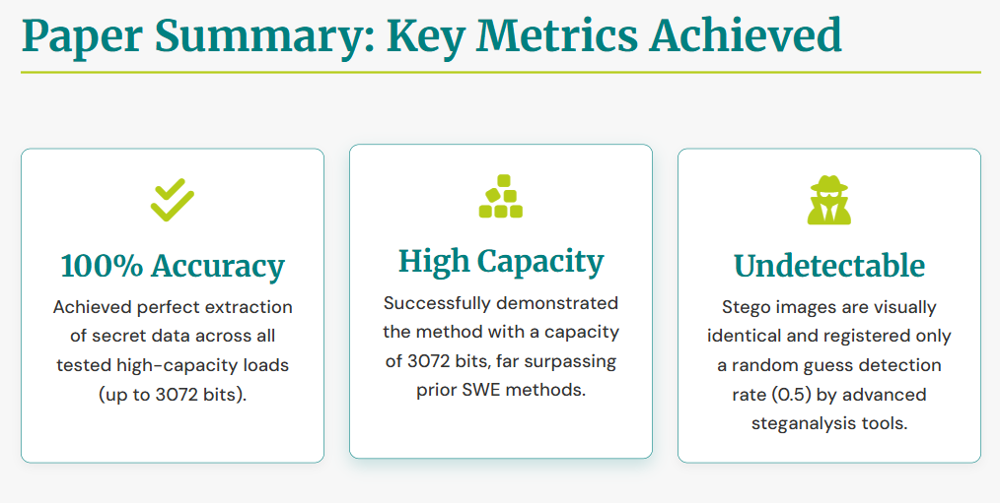 Paper Summary: Key Metrics Achieved
100% Accuracy
Achieved perfect extraction
of secret data across all
tested high-capacity loads
(up to 3072 bits).
High Capacity
Successfully demonstrated
the method with a capacity
of 3072 bits, far surpassing
prior SWE methods.
Undetectable
Stego images are visually
identical and registered only
a random guess detection
rate (0.5) by advanced
steganalysis tools.